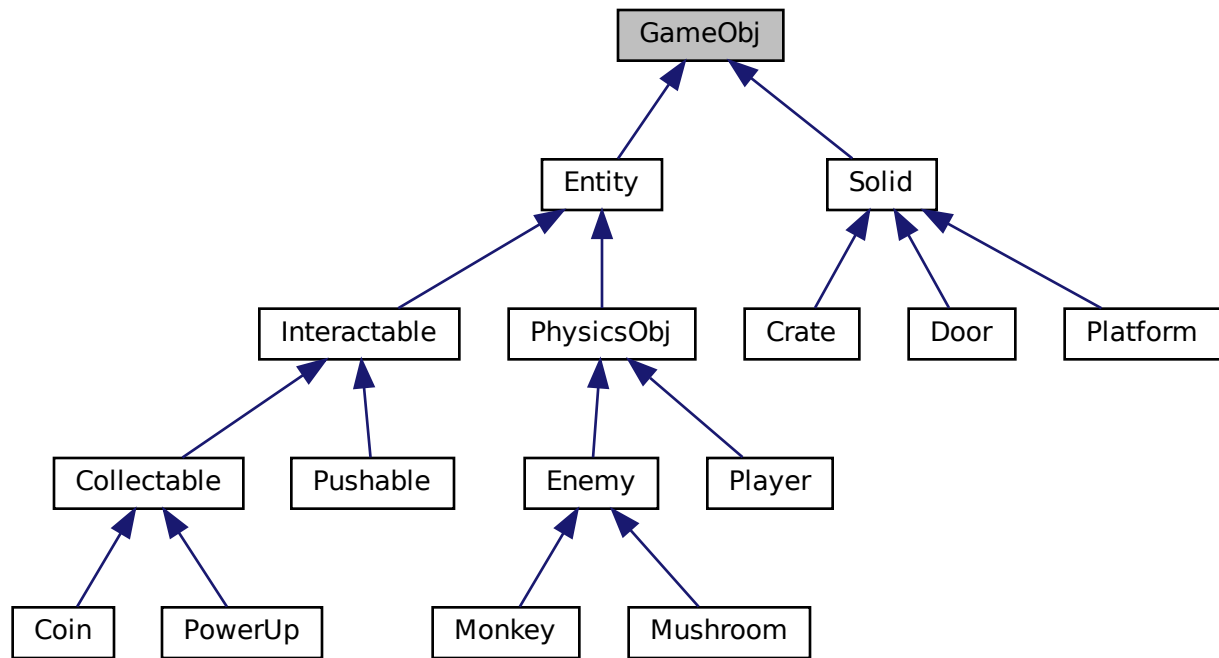 GameObj
Entity
Solid
Interactable
PhysicsObj
Crate
Door
Platform
Collectable
Pushable
Enemy
Player
Coin
PowerUp
Monkey
Mushroom